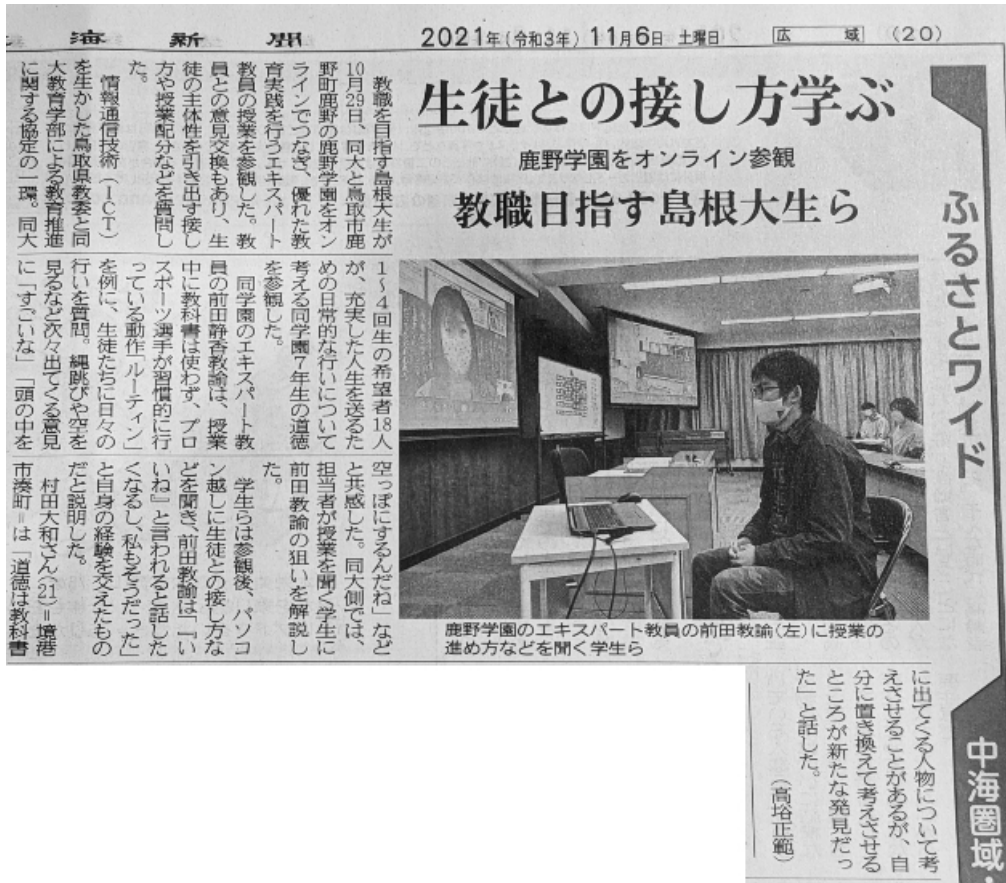 海新聞 2021年(令和3年)11月6日 土曜日 広域 (20)
ふるさとワイド
生徒との接し方学ぶ
鹿野学園をオンライン参観
教職目指す島根大生ら
教職を目指す島根大生が
10月29日、同大と鳥取市鹿
野町鹿野の鹿野学園をオン
ラインでつなぎ、優れた教
育実践を行うエキスパート
教員の授業を参観した。教
員との意見交換もあり、生
徒の主体性を引き出す接し
方や授業配分などを質問し
た。
情報通信技術(ICT)
を生かした鳥取県教委と同
大教育学部による教育推進
に関する協定の一環。同大
1～4回生の希望者18人
が、充実した人生を送るた
めの日常的な行いについて
考える同学園7年生の道徳
を参観した。
同学園のエキスパート教
員の前田静香教諭は、授業
中に教科書は使わず、プロ
スポーツ選手が習慣的に行
っている動作「ルーティン」
を例に、生徒たちに日々の
行いを質問。縄跳びや空を
見るなど次々出てくる意見
に「すごいな」「頭の中を
空っぽにするんだね」など
と共感した。同大側では、
担当者が授業を聞く学生に
前田教諭の狙いを解説し
た。
学生らは参観後、パソコ
ン越しに生徒との接し方な
どを聞き、前田教諭は「『い
いね』と言われると話した
くなるし、私もそうだった」
と自身の経験を交えたもの
だと説明した。
村田大和さん(21)＝境港
市湊町＝は「道徳は教科書
に出てくる人物について考
えさせることがあるが、自
分に置き換えて考えさせる
ところが新たな発見だっ
た」と話した。
(高塔正範)
鹿野学園のエキスパート教員の前田教諭(左)に授業の
進め方などを聞く学生ら
中海圏域・